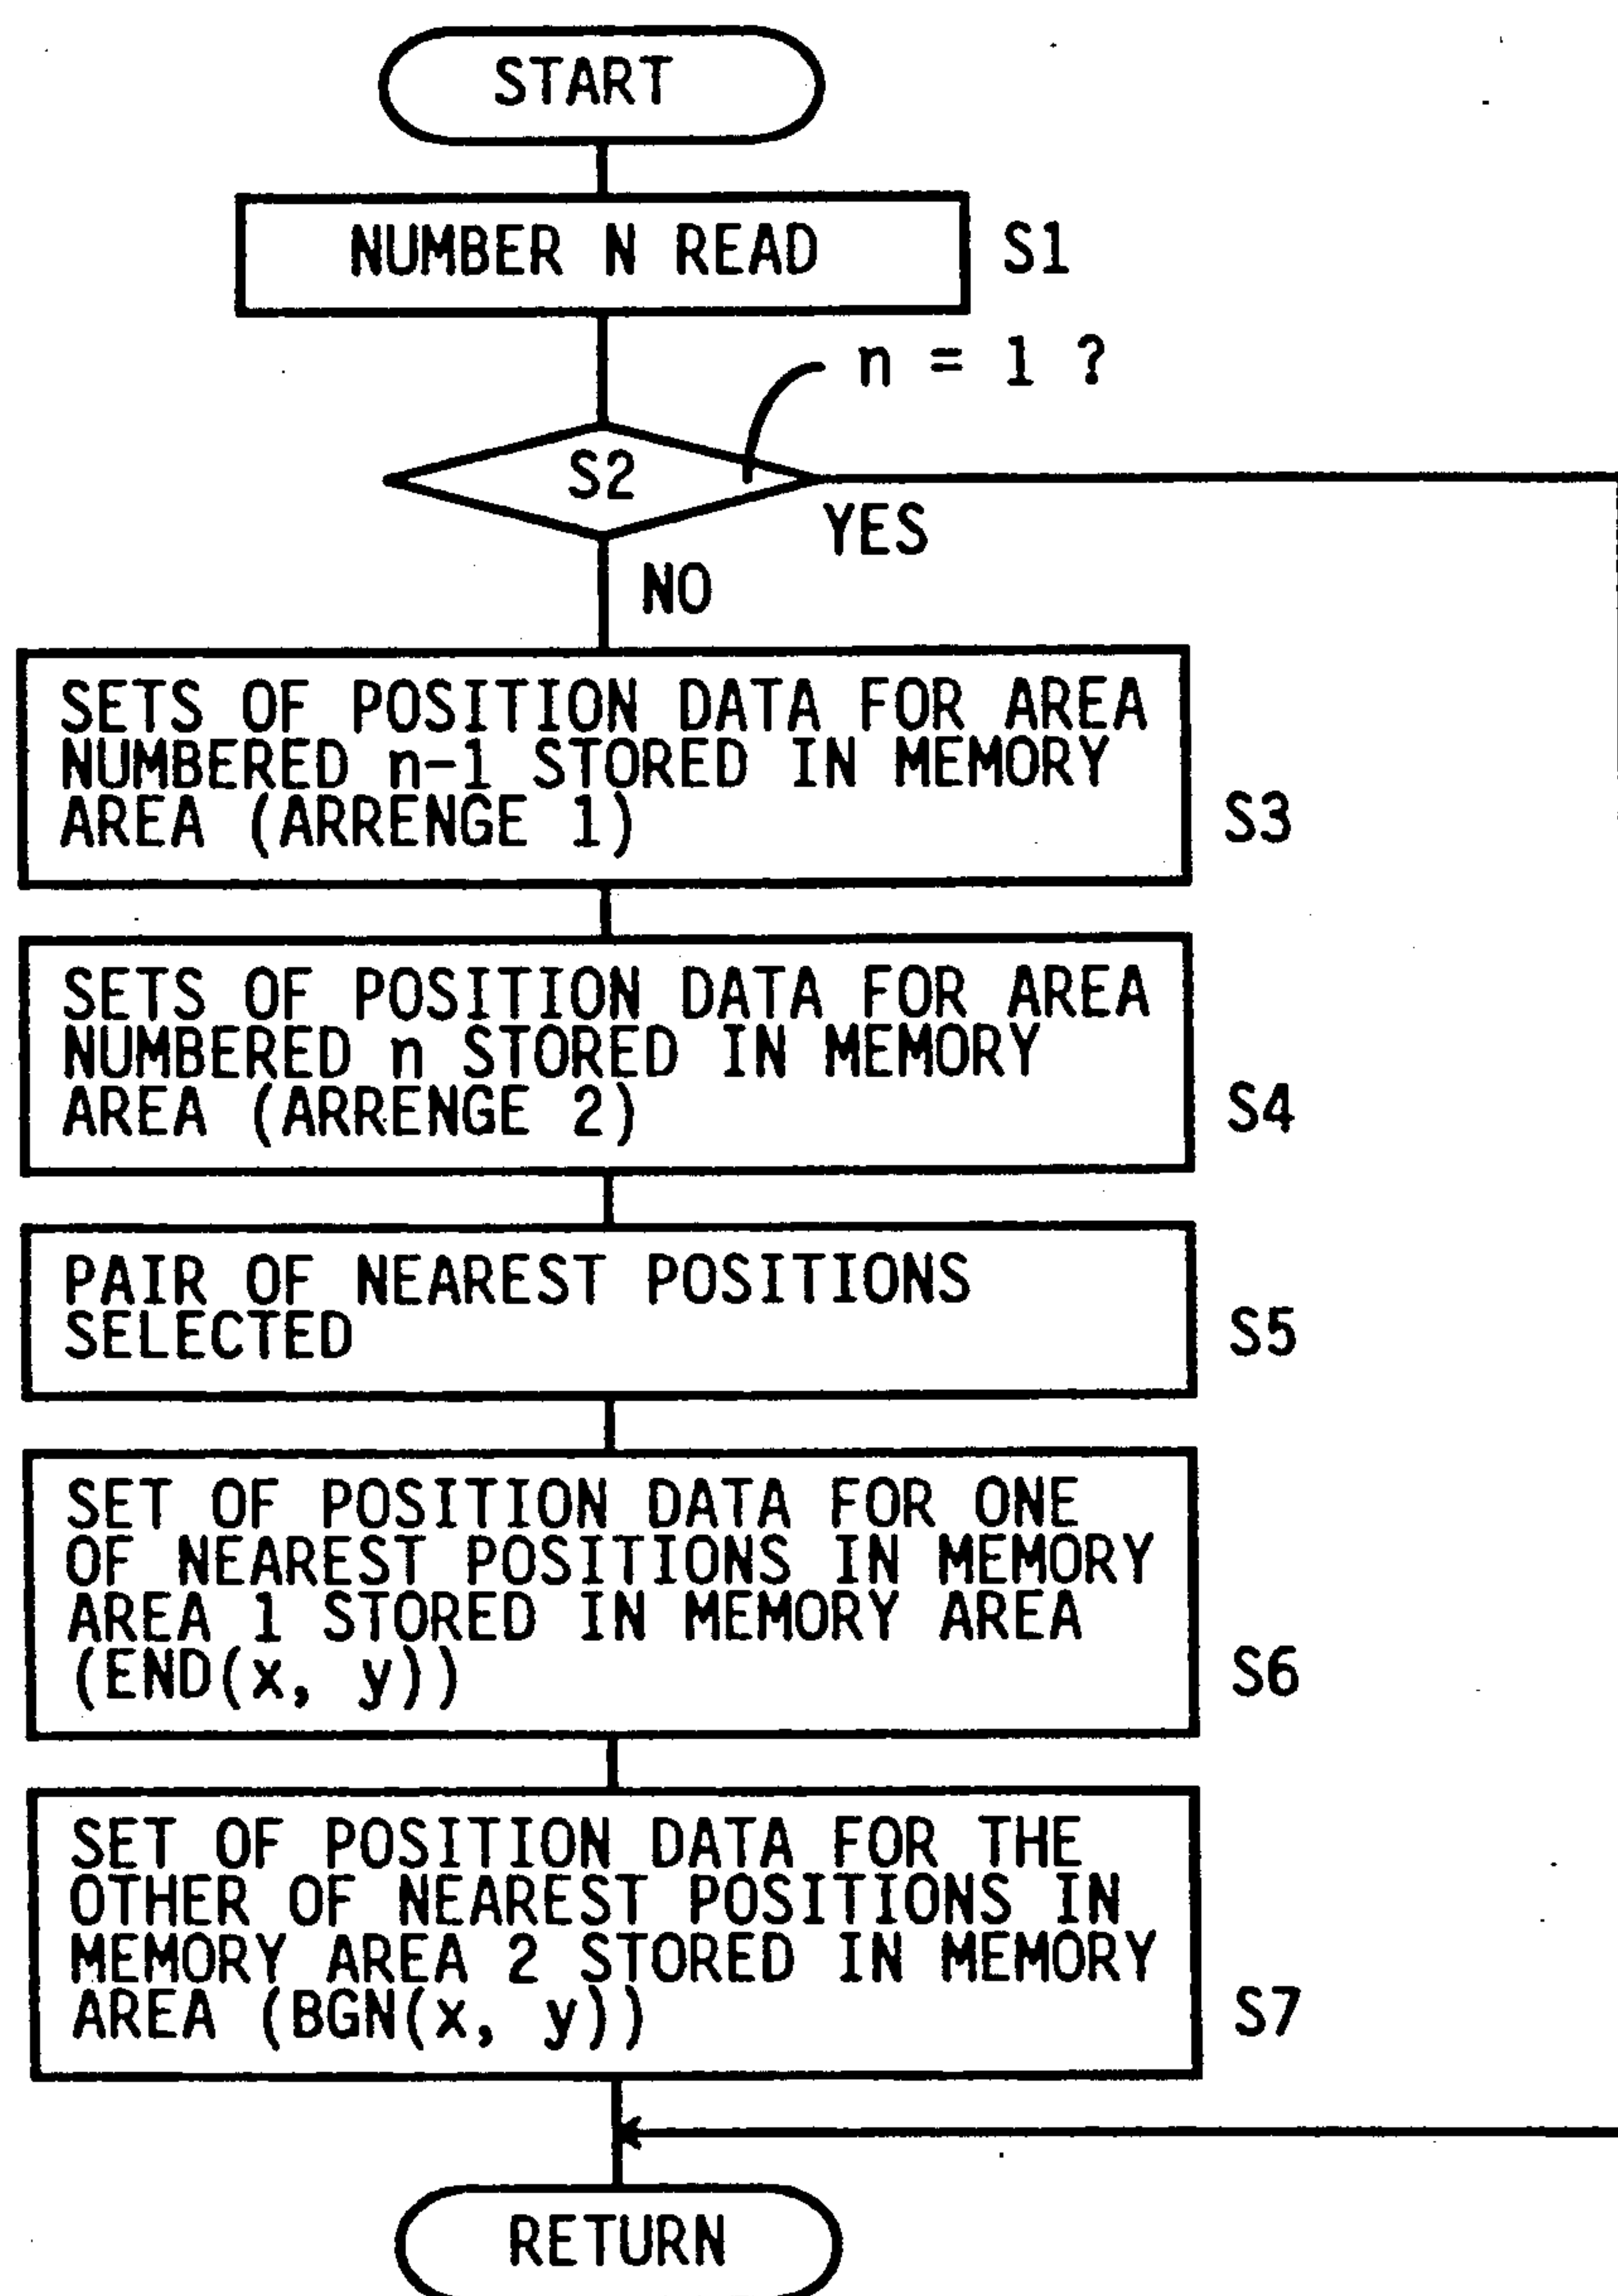 START
NUMBER N READ
S1
n = 1 ?
S2
YES
NO
SETS OF POSITION DATA FOR AREA
NUMBERED n-1 STORED IN MEMORY
AREA (ARRENGE 1)
S3
SETS OF POSITION DATA FOR AREA
NUMBERED n STORED IN MEMORY
AREA (ARRENGE 2)
S4
PAIR OF NEAREST POSITIONS
SELECTED
S5
SET OF POSITION DATA FOR ONE
OF NEAREST POSITIONS IN MEMORY
AREA 1 STORED IN MEMORY AREA
(END(x, y))
S6
SET OF POSITION DATA FOR THE
OTHER OF NEAREST POSITIONS IN
MEMORY AREA 2 STORED IN MEMORY
AREA (BGN(x, y))
S7
RETURN